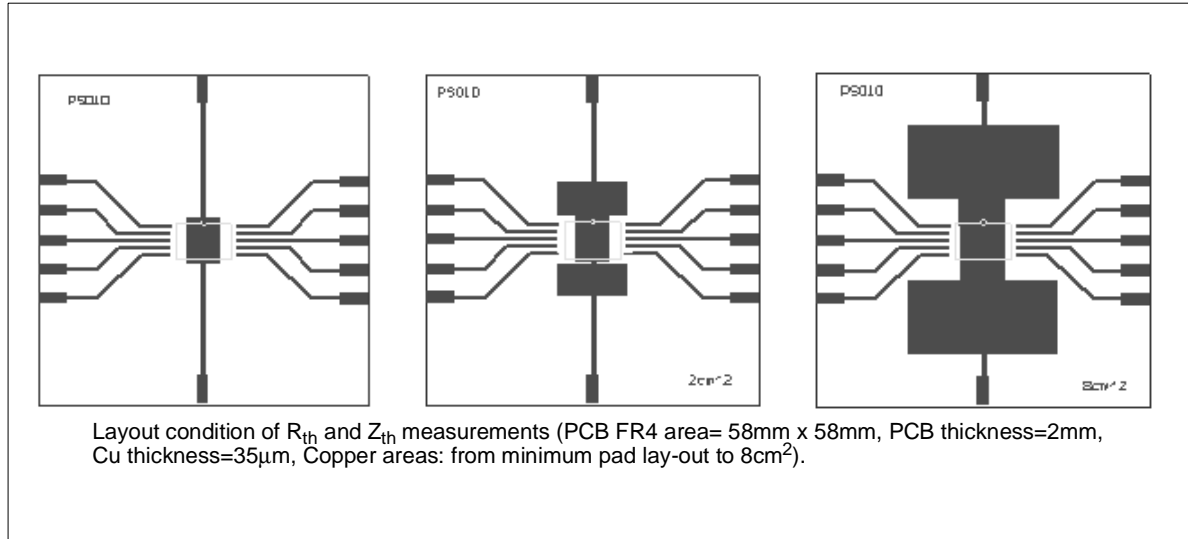 PSO10
PSO10
PSO10
2cm^2
8cm^2
Layout condition of Rth and Zth measurements (PCB FR4 area= 58mm x 58mm, PCB thickness=2mm,
Cu thickness=35μm, Copper areas: from minimum pad lay-out to 8cm2).